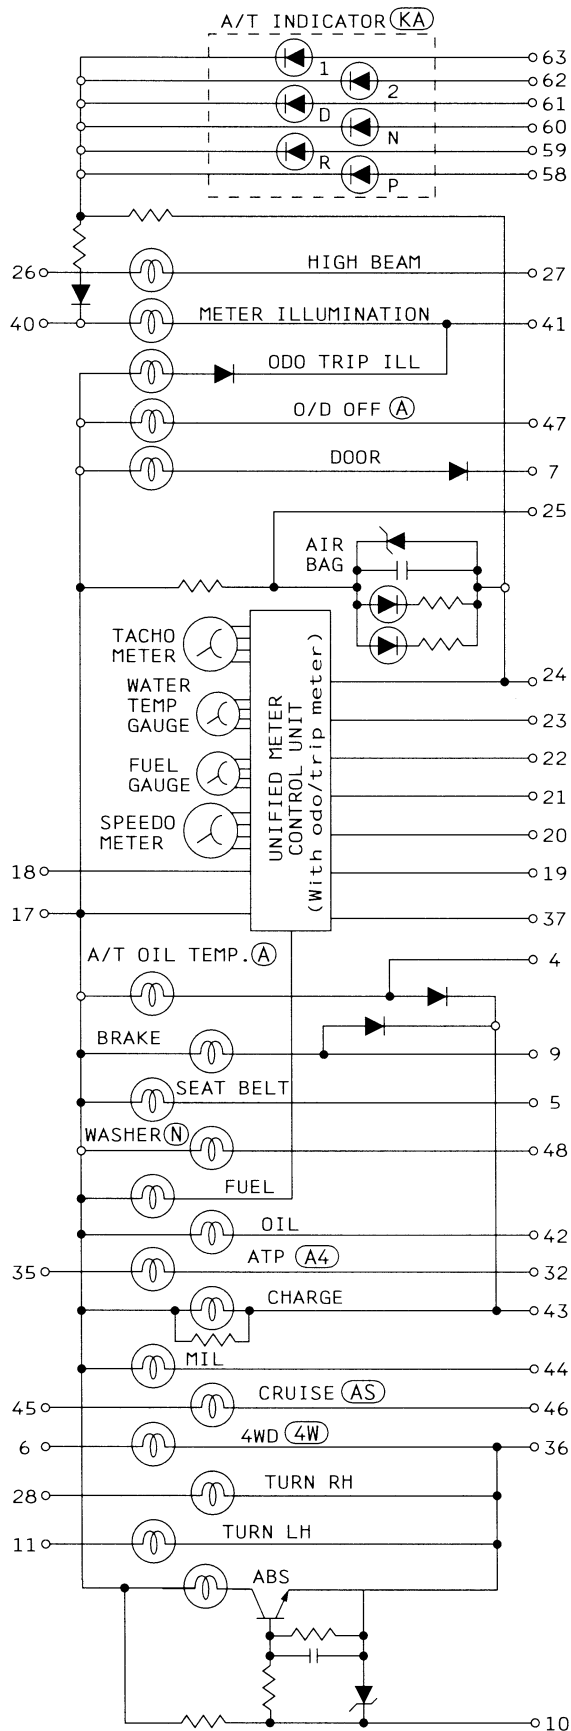 A/T INDICATOR KA
1 63
2 62
D 61
N 60
R 59
P 58
26 HIGH BEAM 27
40 METER ILLUMINATION 41
ODO TRIP ILL
O/D OFF A 47
DOOR 7
25
AIR
BAG
TACHO
METER
24
WATER
TEMP
GAUGE
23
22
FUEL
GAUGE
21
SPEEDO
METER
20
UNIFIED METER
CONTROL UNIT
(With odo/trip meter)
18 19
17 37
A/T OIL TEMP. A 4
BRAKE 9
SEAT BELT 5
WASHER N 48
FUEL
OIL 42
35 ATP A4 32
CHARGE 43
MIL 44
45 CRUISE AS 46
6 4WD 4W 36
28 TURN RH
11 TURN LH
ABS
10